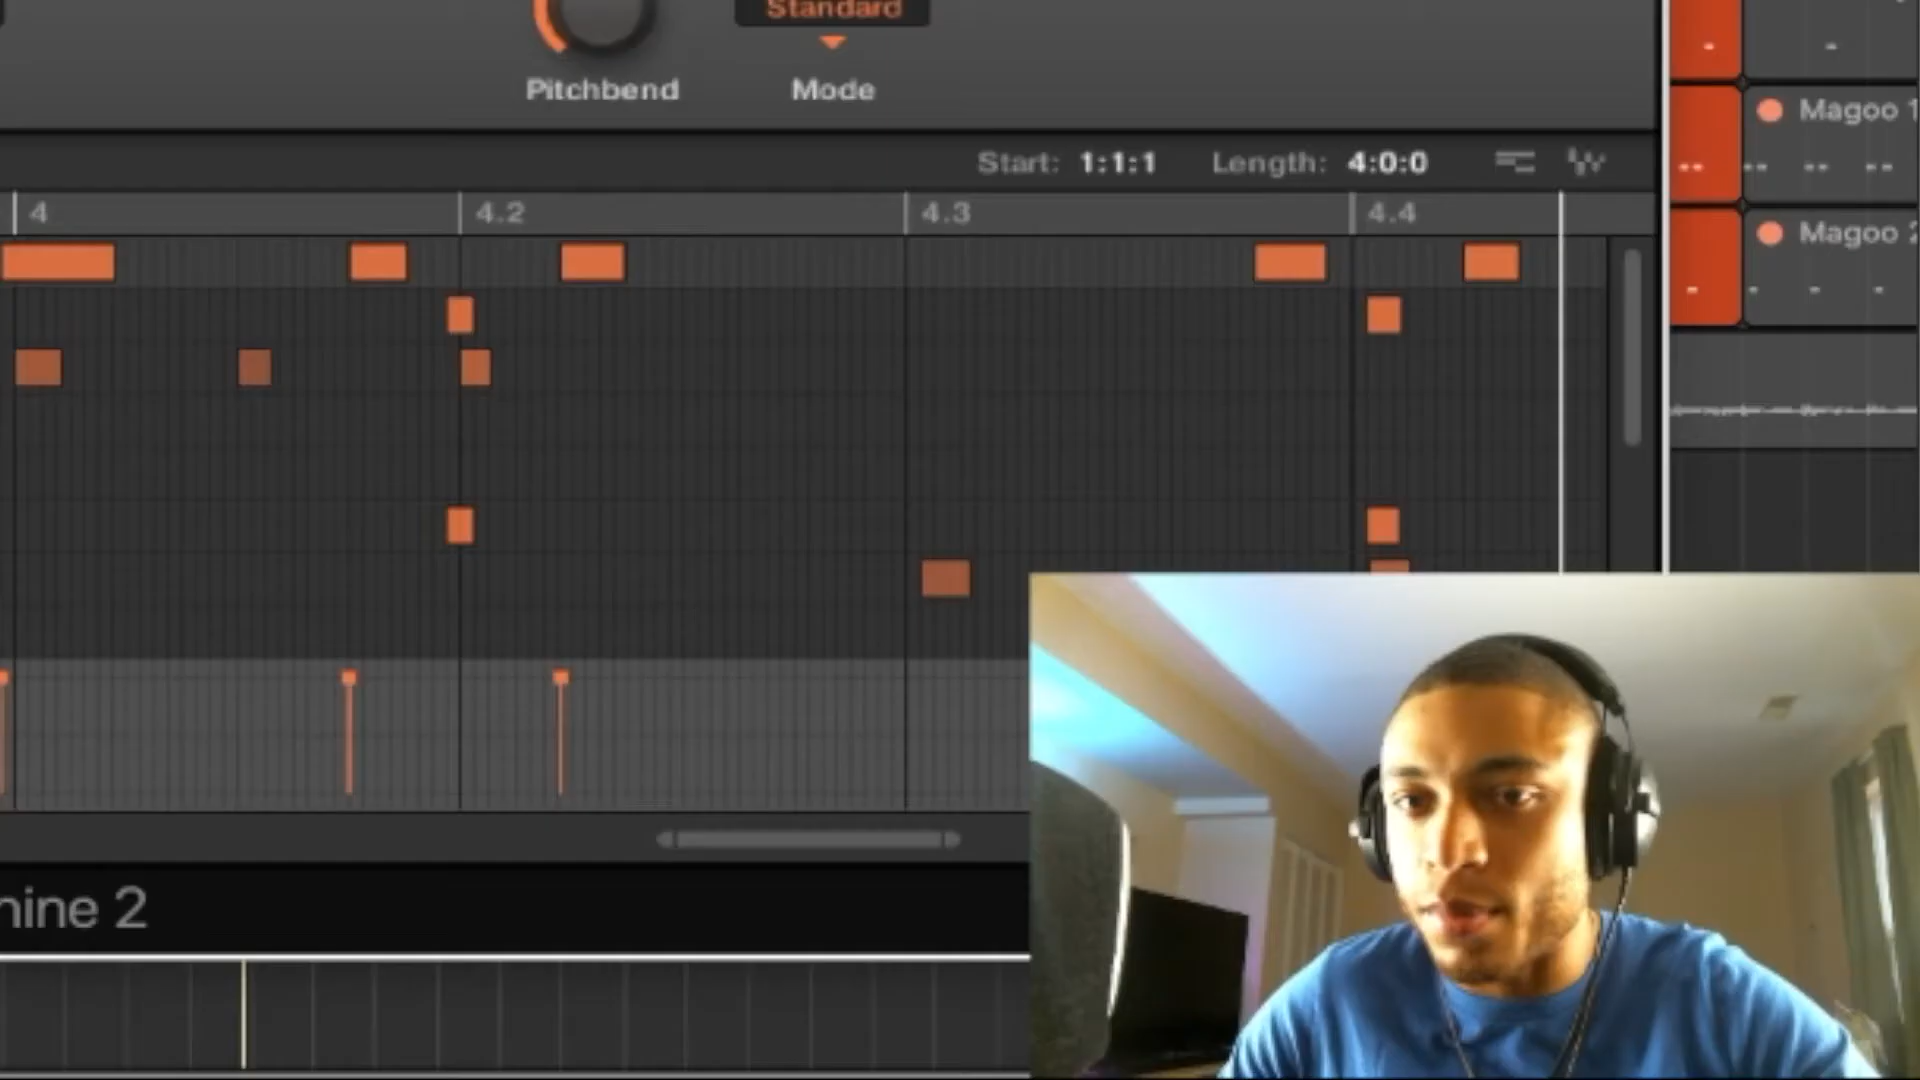 Standard
Pitchbend
Mode
Magoo 1
Start: 1:1:1 Length: 4:0:0
4 4.2 4.3 4.4
Magoo 2
hine 2